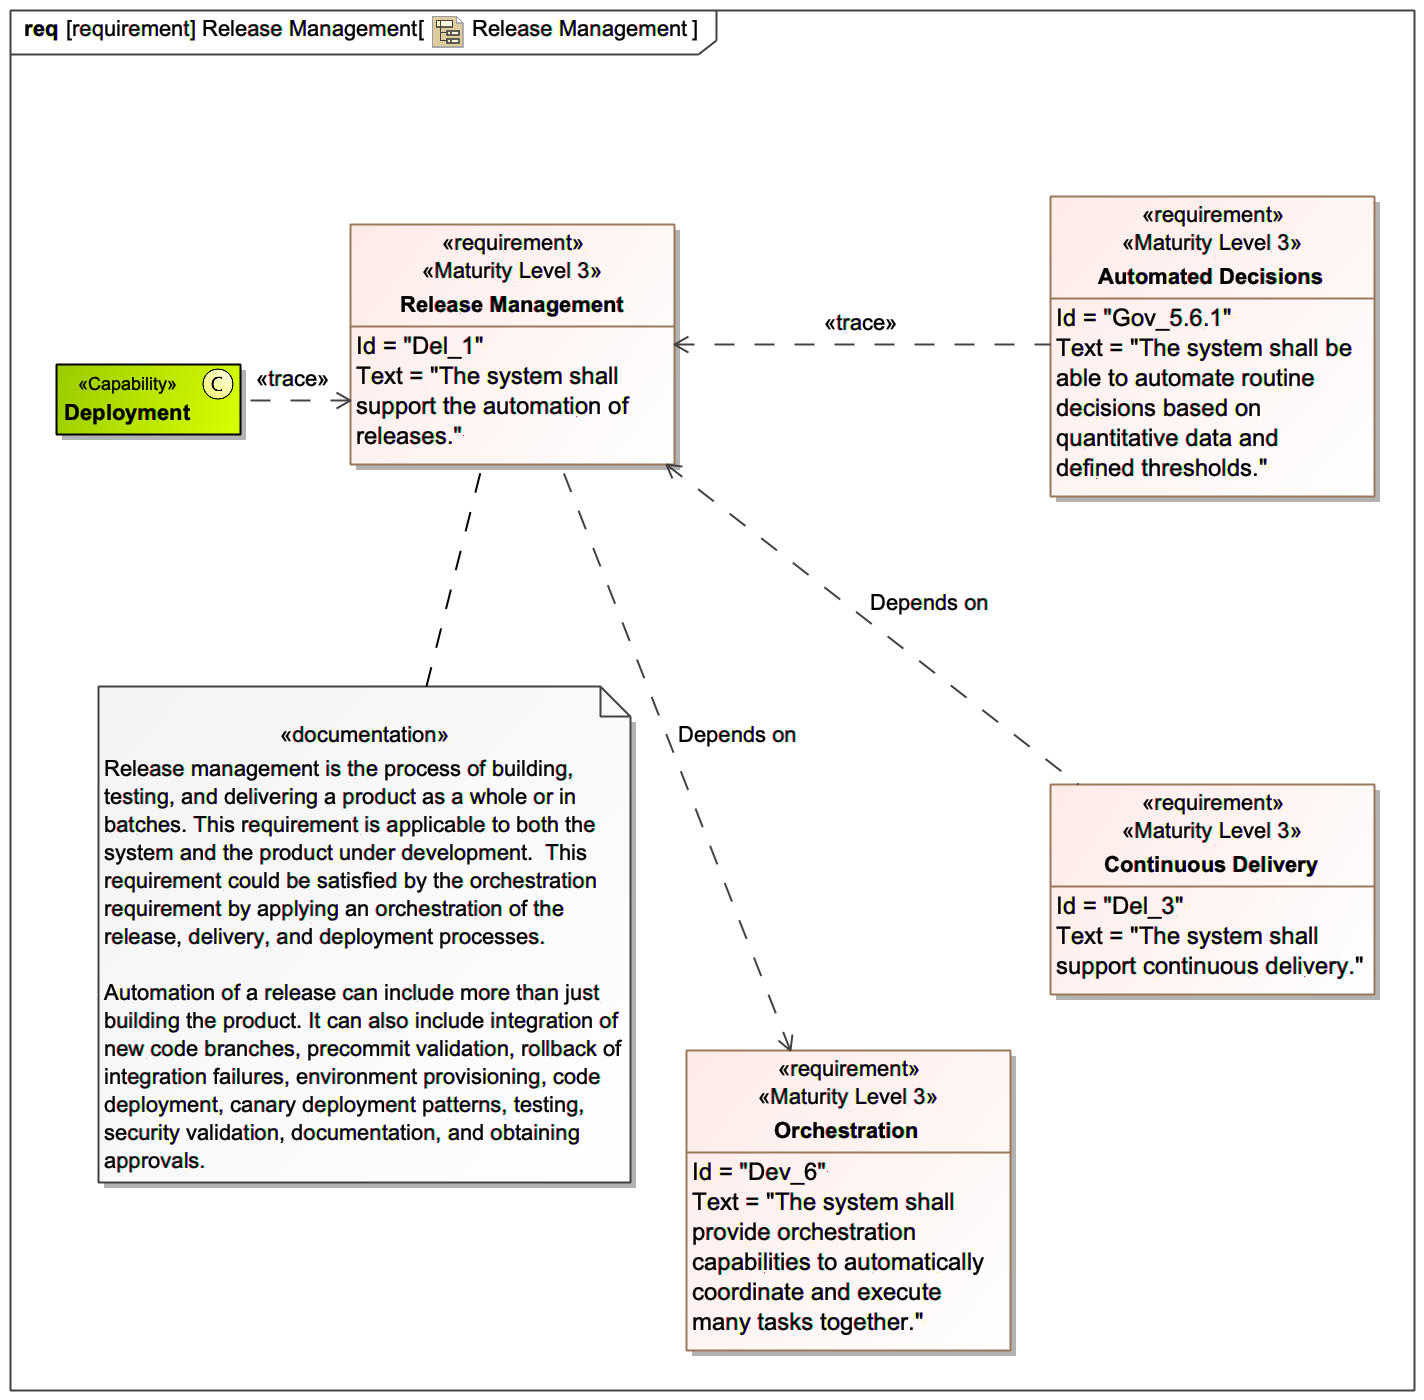 req [requirement] Release Management[ Release Management ]
«requirement»
«Maturity Level 3»
Release Management
Id = "Del_1"
Text = "The system shall
support the automation of
releases."
«requirement»
«Maturity Level 3»
Automated Decisions
Id = "Gov_5.6.1"
Text = "The system shall be
able to automate routine
decisions based on
quantitative data and
defined thresholds."
«trace»
«Capability»
C
Deployment
«trace»
Depends on
Depends on
«documentation»
Release management is the process of building,
testing, and delivering a product as a whole or in
batches. This requirement is applicable to both the
system and the product under development.  This
requirement could be satisfied by the orchestration
requirement by applying an orchestration of the
release, delivery, and deployment processes.
Automation of a release can include more than just
building the product. It can also include integration of
new code branches, precommit validation, rollback of
integration failures, environment provisioning, code
deployment, canary deployment patterns, testing,
security validation, documentation, and obtaining
approvals.
«requirement»
«Maturity Level 3»
Continuous Delivery
Id = "Del_3"
Text = "The system shall
support continuous delivery."
«requirement»
«Maturity Level 3»
Orchestration
Id = "Dev_6"
Text = "The system shall
provide orchestration
capabilities to automatically
coordinate and execute
many tasks together."